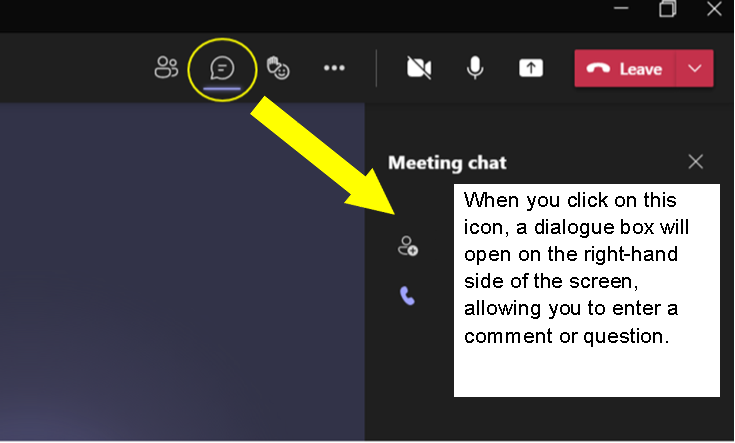 Leave
Meeting chat
When you click on this
icon, a dialogue box will
open on the right-hand
side of the screen,
allowing you to enter a
comment or question.